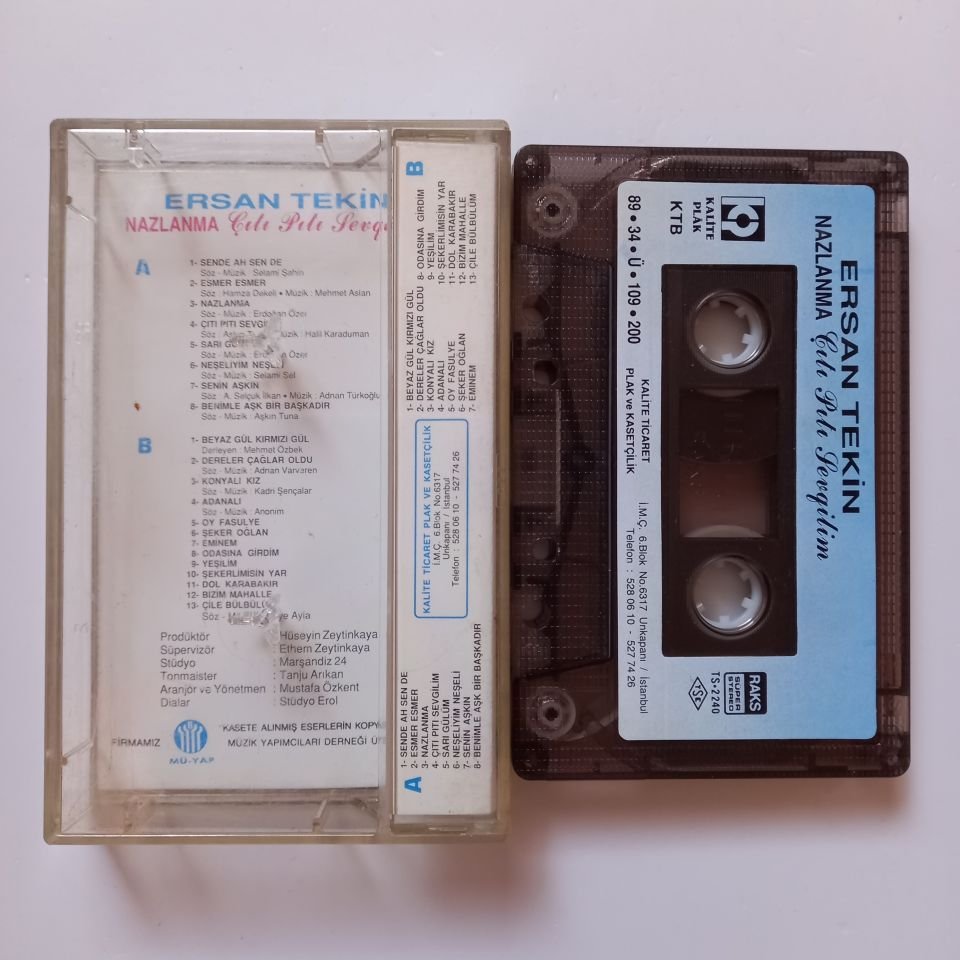 ERSAN TEKİN
NAZLANMA Çıtı Pıtı
A
1- SENDE AH SEN DE
Söz - Müzik : Selami Şahin
2- ESMER ESMER
Söz : Hamza Dekeli • Müzik : Mehmet Aslan
3- NAZLANMA
Söz - Müzik : Erdoğan Özer
4- ÇITI PITI
Müzik : Halil Karaduman
5- SARI
Söz - Müzik : Özer
6- NEŞELİYİM
Söz - Müzik : Selami Sel
7- SENİN AŞKIN
Söz : A. Selçuk İlkan • Müzik : Adnan Türkoğlu
8- BENİMLE AŞK BİR BAŞKADIR
Söz - Müzik : Aşkın Tuna
B
1- BEYAZ GÜL KIRMIZI GÜL
Derleyen : Mehmet Özbek
2- DERELER ÇAĞLAR OLDU
Söz - Müzik : Adnan Varveren
3- KONYALI KIZ
Söz - Müzik : Kadri Şençalar
4- ADANALI
Söz - Müzik : Anonim
5- OY FASULYE
6- ŞEKER OĞLAN
7- EMİNEM
8- ODASINA GİRDİM
9- YEŞİLİM
10- ŞEKERLİMİSİN YAR
11- DOL KARABAKIR
12- BİZİM MAHALLE
13- ÇİLE BÜLBÜLÜ
Söz -
Prodüktör : Hüseyin Zeytinkaya
Süpervizör : Ethem Zeytinkaya
Stüdyo : Marşandiz 24
Tonmaister : Tanju Arıkan
Aranjör ve Yönetmen : Mustafa Özkent
Dialar : Stüdyo Erol
FİRMAMIZ
MÜ-YAP
"KASETE ALINMIŞ ESERLERİN
MÜZİK YAPIMCILARI DERNEĞİ
A
1- SENDE AH SEN DE
2- ESMER ESMER
3- NAZLANMA
4- ÇITI PITI SEVGİLİM
5- SARI GÜLÜM
6- NEŞELİYİM NEŞELİ
7- SENİN AŞKIN
8- BENİMLE AŞK BİR BAŞKADIR
KALİTE TİCARET PLAK VE KASETÇİLİK
İ.M.Ç. 6.Blok No.6317
Unkapanı / İstanbul
Telefon : 528 06 10 - 527 74 26
B
1- BEYAZ GÜL KIRMIZI GÜL
2- DERELER ÇAĞLAR OLDU
3- KONYALI KIZ
4- ADANALI
5- OY FASULYE
6- ŞEKER OĞLAN
7- EMİNEM
8- ODASINA GİRDİM
9- YEŞİLİM
10- ŞEKERLİMİSİN YAR
11- DOL KARABAKIR
12- BİZİM MAHALLE
13- ÇİLE BÜLBÜLÜM
ERSAN TEKİN
NAZLANMA Çıtı Pıtı Sevgilim
KALİTE
PLAK
KTB
89 • 34 • Ü • 109 • 200
RAKS
SUPER
STEREO
TS•2240
TSE
KALİTE TİCARET
PLAK ve KASETÇİLİK
İ.M.Ç. 6.Blok No.6317 Unkapanı / İstanbul
Telefon : 528 06 10 - 527 74 26